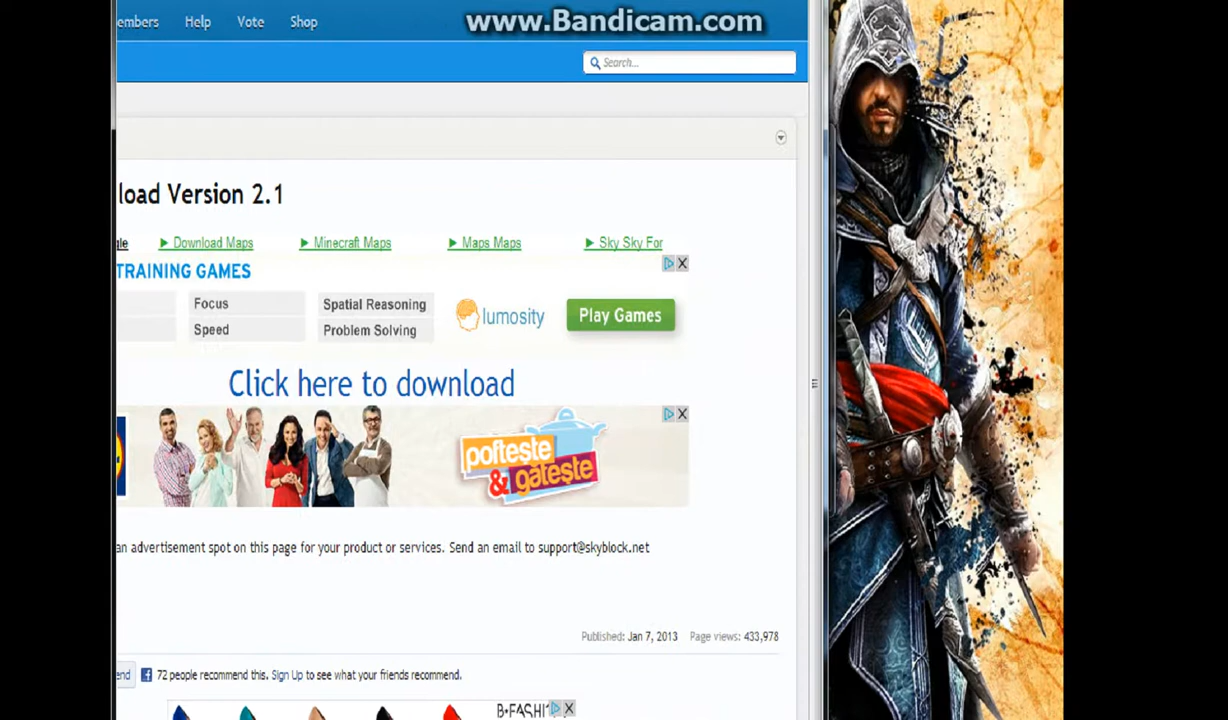 embers Help Vote Shop
www.Bandicam.com
Search...
load Version 2.1
gle Download Maps Minecraft Maps Maps Maps Sky Sky For
TRAINING GAMES
Focus Spatial Reasoning
lumosity Play Games
Speed Problem Solving
Click here to download
poftește
& gătește
an advertisement spot on this page for your product or services. Send an email to support@skyblock.net
Published: Jan 7, 2013 Page views: 433,978
end 72 people recommend this. Sign Up to see what your friends recommend.